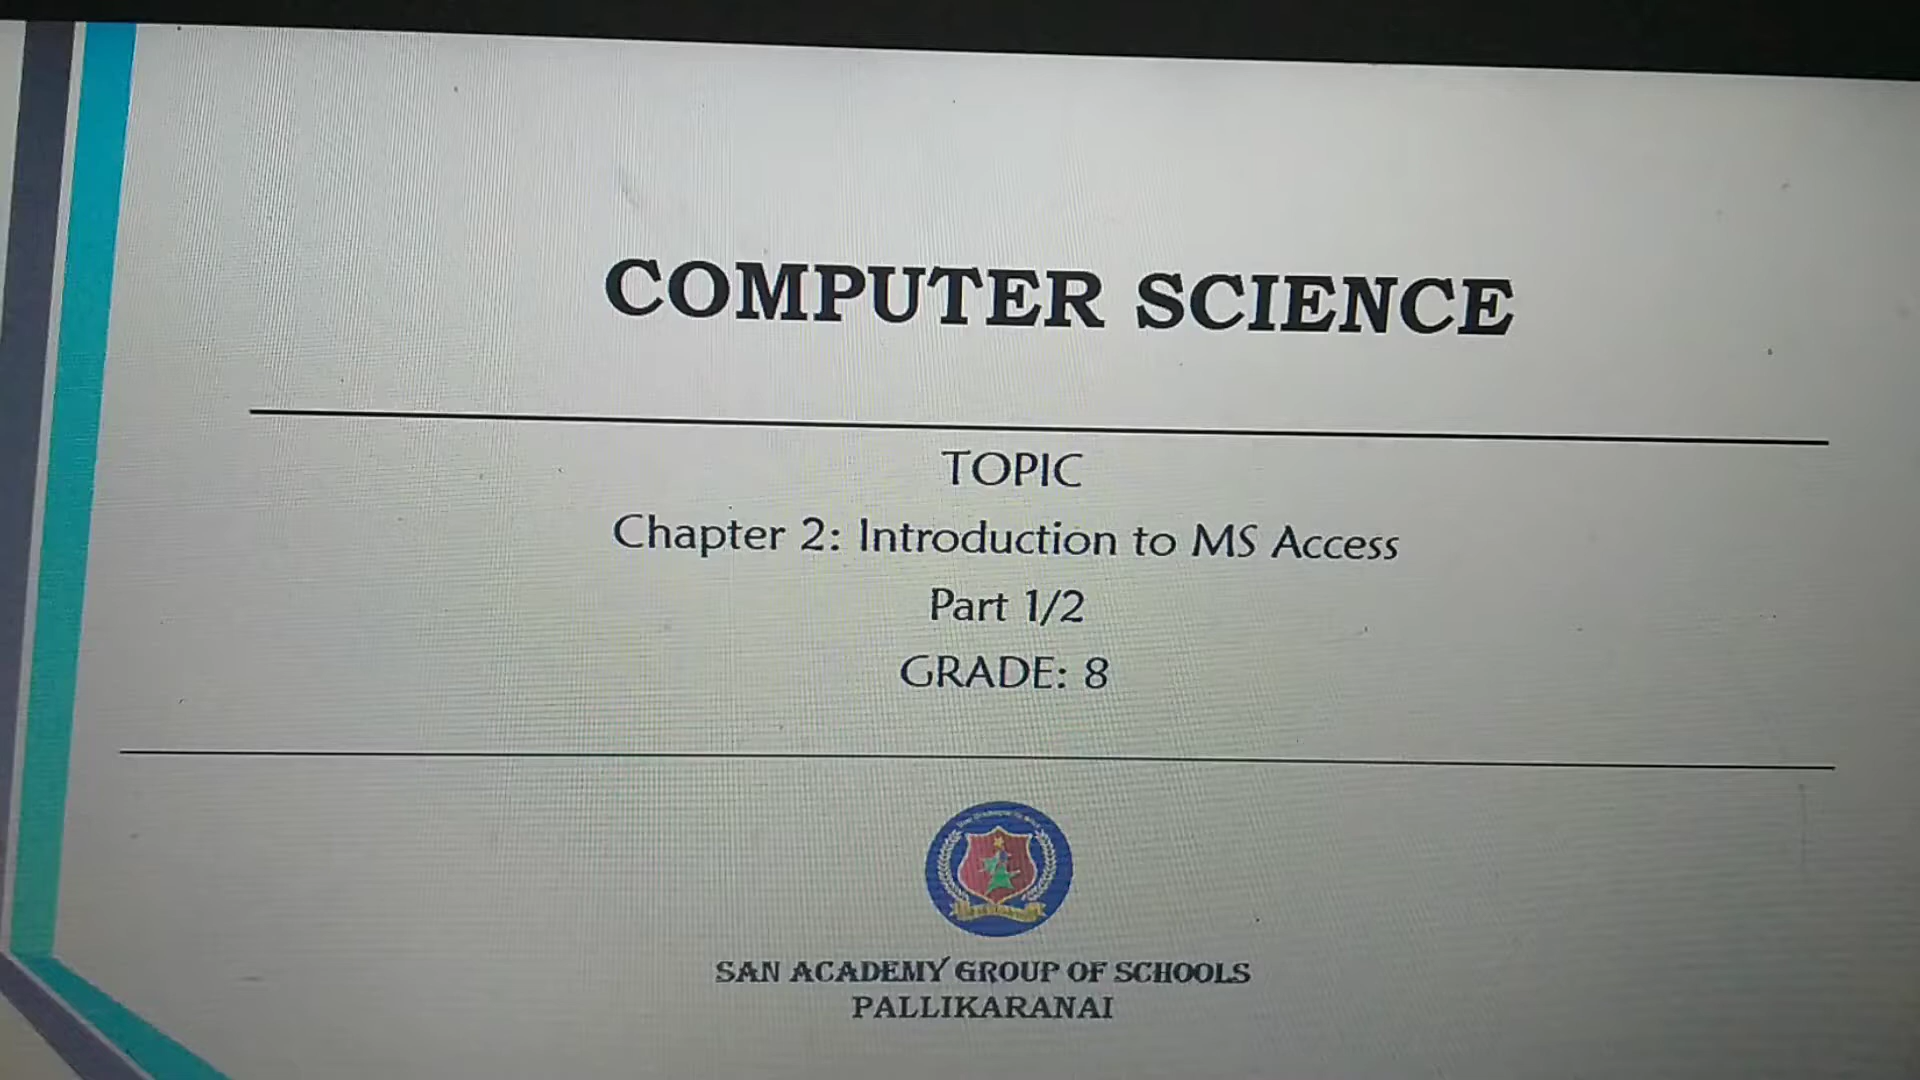 COMPUTER SCIENCE
TOPIC
Chapter 2: Introduction to MS Access
Part 1/2
GRADE: 8
SAN ACADEMY GROUP OF SCHOOLS
PALLIKARANAI